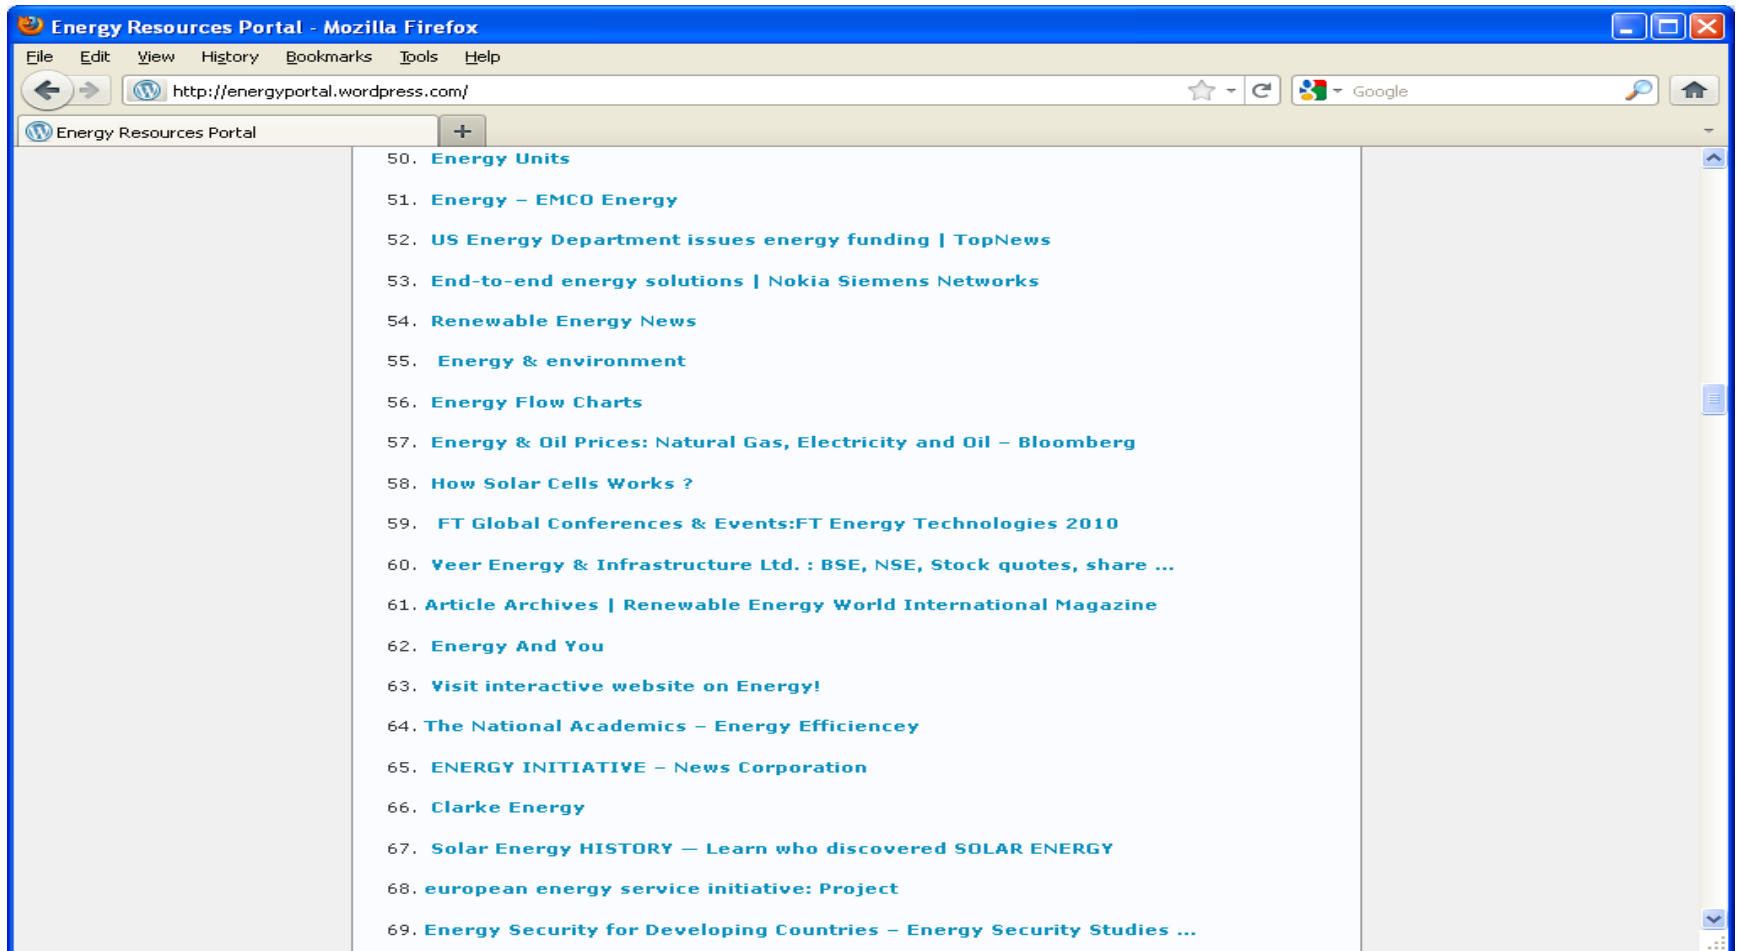 Energy Resources Portal - Mozilla Firefox
File Edit View History Bookmarks Tools Help
http://energyportal.wordpress.com/ Google
Energy Resources Portal
50. Energy Units
51. Energy – EMCO Energy
52. US Energy Department issues energy funding | TopNews
53. End-to-end energy solutions | Nokia Siemens Networks
54. Renewable Energy News
55. Energy & environment
56. Energy Flow Charts
57. Energy & Oil Prices: Natural Gas, Electricity and Oil – Bloomberg
58. How Solar Cells Works ?
59. FT Global Conferences & Events:FT Energy Technologies 2010
60. Veer Energy & Infrastructure Ltd. : BSE, NSE, Stock quotes, share ...
61. Article Archives | Renewable Energy World International Magazine
62. Energy And You
63. Visit interactive website on Energy!
64. The National Academics – Energy Efficiencey
65. ENERGY INITIATIVE – News Corporation
66. Clarke Energy
67. Solar Energy HISTORY — Learn who discovered SOLAR ENERGY
68. european energy service initiative: Project
69. Energy Security for Developing Countries – Energy Security Studies ...